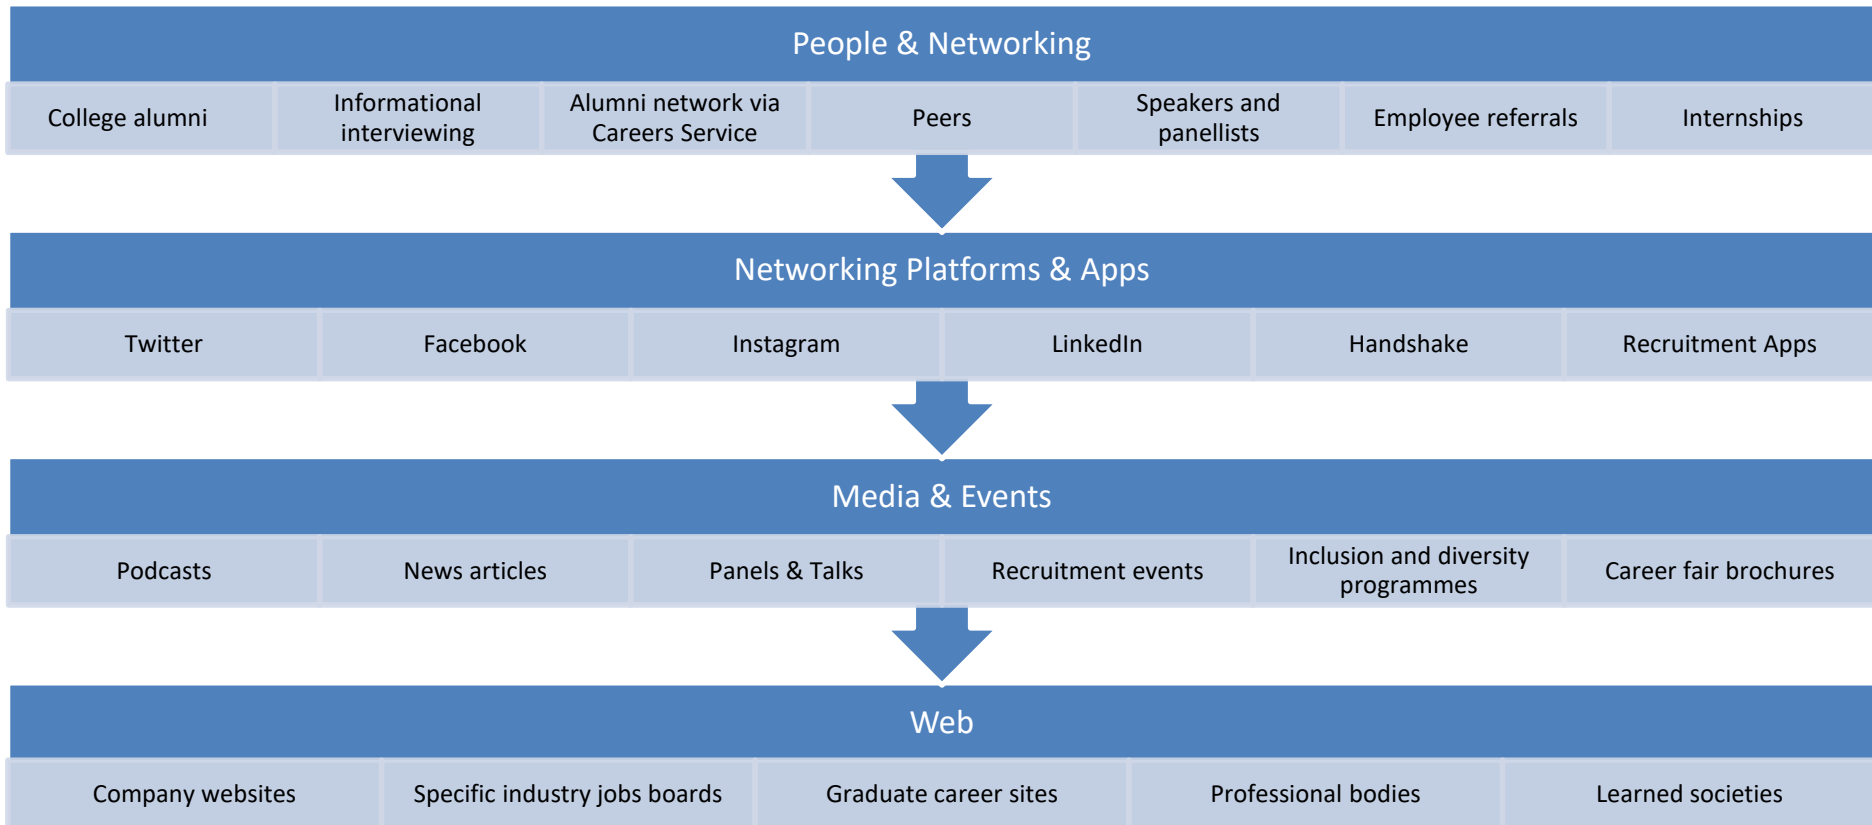 People & Networking
College alumni
Informational
interviewing
Alumni network via
Careers Service
Peers
Speakers and
panellists
Employee referrals
Internships
Networking Platforms & Apps
Twitter
Facebook
Instagram
LinkedIn
Handshake
Recruitment Apps
Media & Events
Podcasts
News articles
Panels & Talks
Recruitment events
Inclusion and diversity
programmes
Career fair brochures
Web
Company websites
Specific industry jobs boards
Graduate career sites
Professional bodies
Learned societies